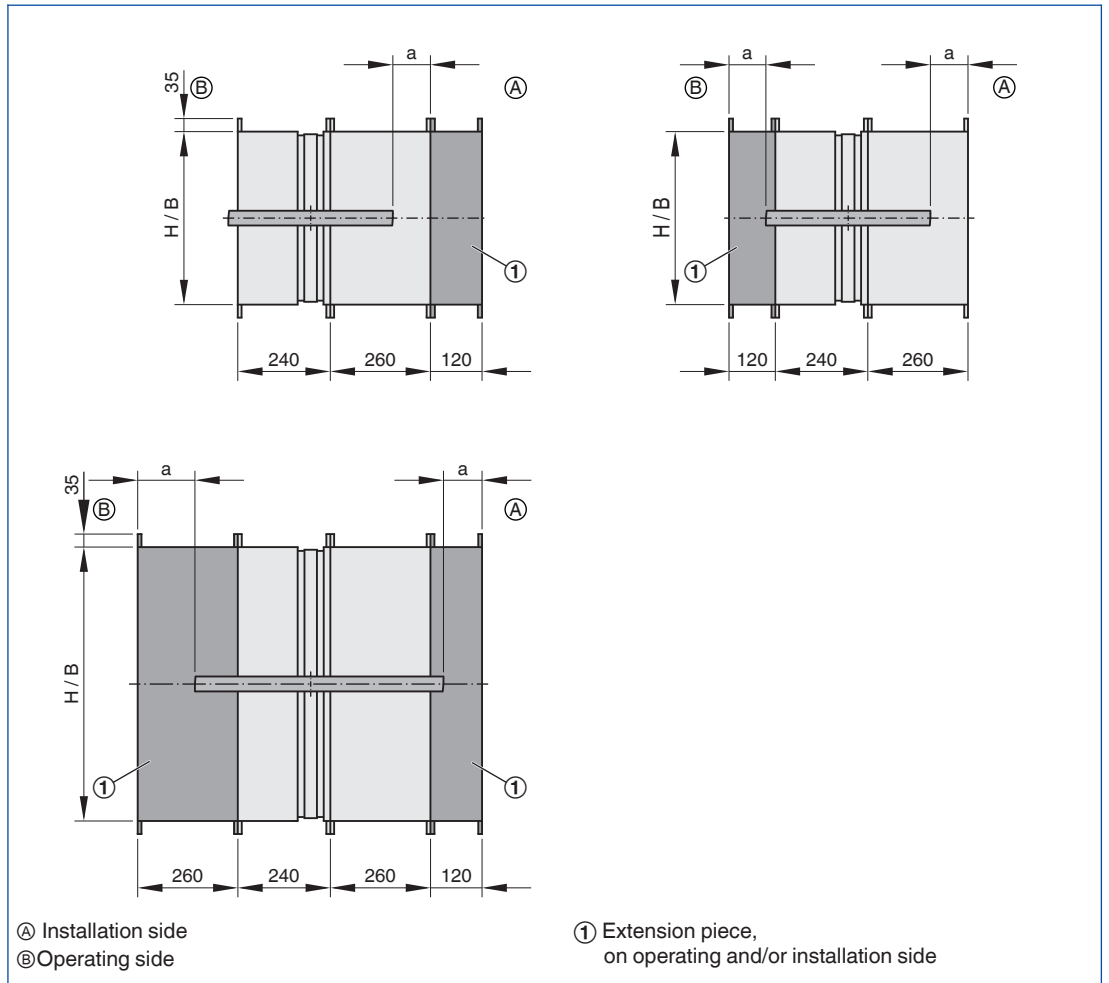 a
35
Ⓑ
Ⓐ
H / B
①
240 260 120
a a
Ⓑ
Ⓐ
H / B
①
120 240 260
a a
35
Ⓑ
Ⓐ
H / B
① ①
260 240 260 120
Ⓐ Installation side
ⒷOperating side
① Extension piece,
on operating and/or installation side